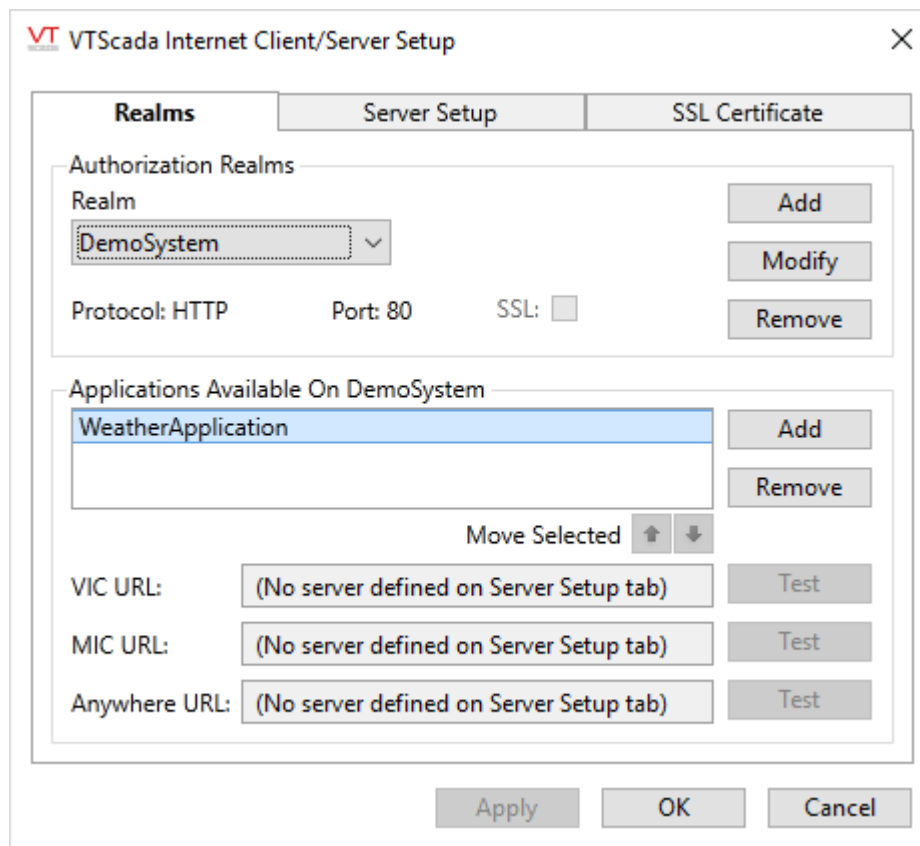 VT VTScada Internet Client/Server Setup
Realms Server Setup SSL Certificate
Authorization Realms
Realm
Add
DemoSystem
Modify
Protocol: HTTP Port: 80 SSL:
Remove
Applications Available On DemoSystem
WeatherApplication
Add
Remove
Move Selected
VIC URL: (No server defined on Server Setup tab) Test
MIC URL: (No server defined on Server Setup tab) Test
Anywhere URL: (No server defined on Server Setup tab) Test
Apply OK Cancel